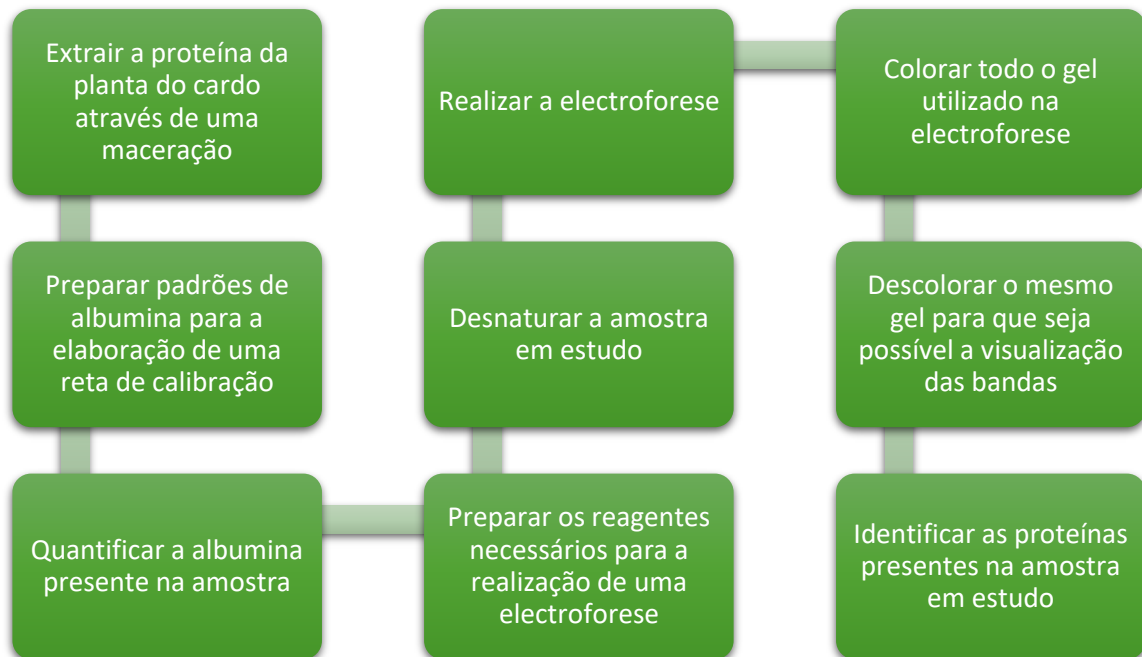 Extrair a proteína da
planta do cardo
através de uma
maceração
Preparar padrões de
albumina para a
elaboração de uma
reta de calibração
Quantificar a albumina
presente na amostra
Preparar os reagentes
necessários para a
realização de uma
electroforese
Desnaturar a amostra
em estudo
Realizar a electroforese
Colorar todo o gel
utilizado na
electroforese
Descolorar o mesmo
gel para que seja
possível a visualização
das bandas
Identificar as proteínas
presentes na amostra
em estudo